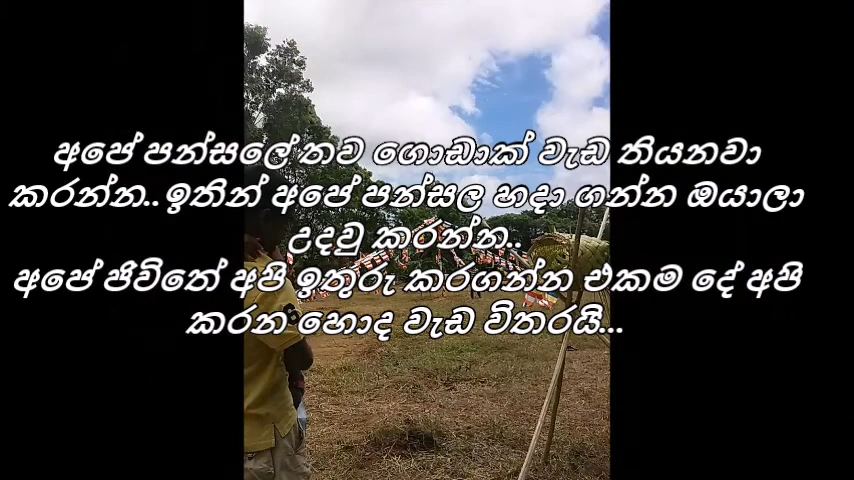 අපේ පන්සලේ තව ගොඩාක් වැඩ තියනවා
කරන්න.. ඉතින් අපේ පන්සල හදා ගන්න ඔයාලා
උදවු කරන්න..
අපේ ජිවිතේ අපි ඉතුරු කරගන්න එකම දේ අපි
කරන හොද වැඩ විතරයි...